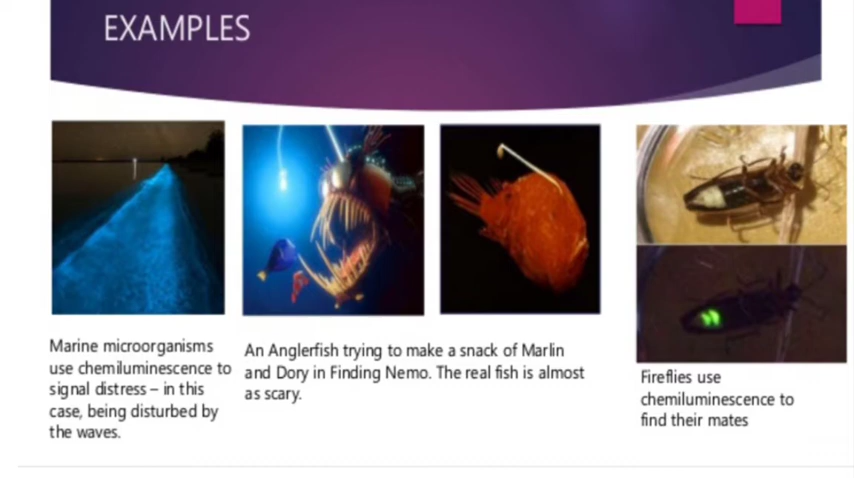 EXAMPLES
Marine microorganisms
use chemiluminescence to
signal distress – in this
case, being disturbed by
the waves.
An Anglerfish trying to make a snack of Marlin
and Dory in Finding Nemo. The real fish is almost
as scary.
Fireflies use
chemiluminescence to
find their mates